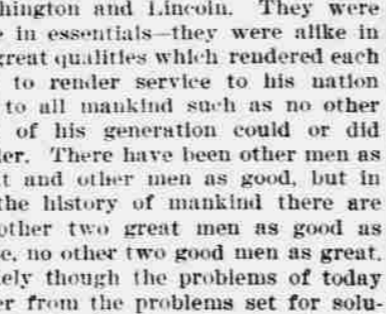 hington and Lincoln. They were
e in essentials—they were alike in
great qualities which rendered each
to render service to his nation
to all mankind such as no other
of his generation could or did
ler. There have been other men as
t and other men as good, but in
the history of mankind there are
other two great men as good as
e, no other two good men as great.
ely though the problems of today
er from the problems set for solu-